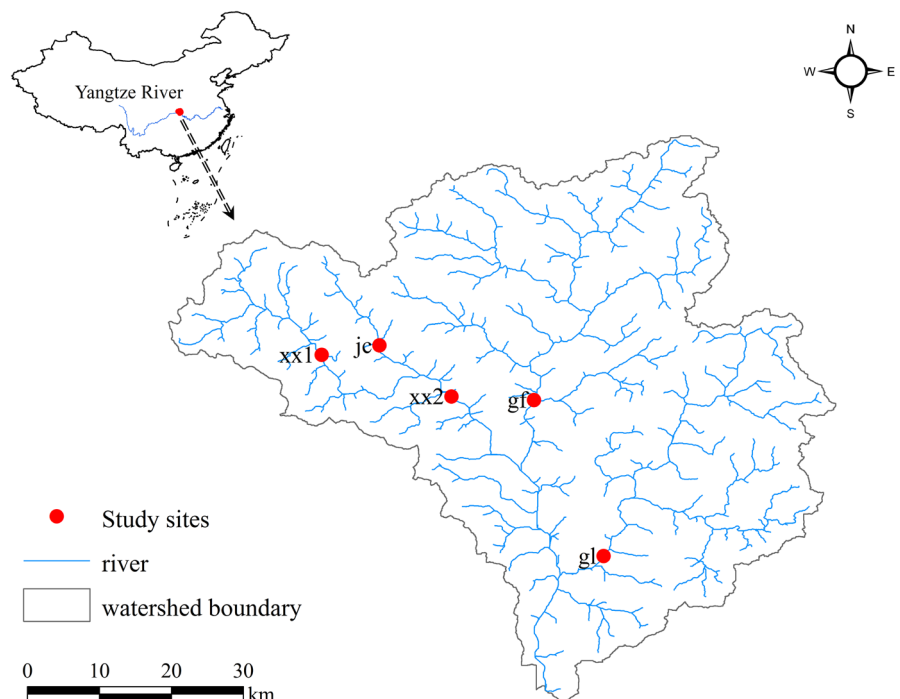 Yangtze River
N
W E
S
je
xx1
xx2
gf
gl
Study sites
river
watershed boundary
0 10 20 30
km